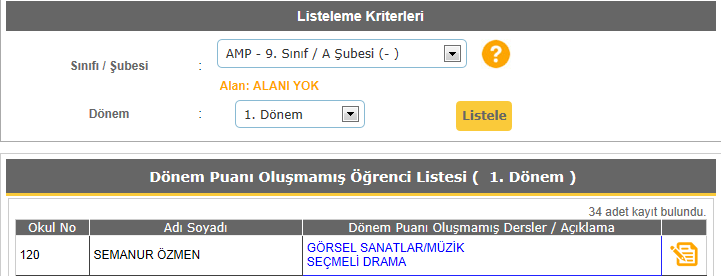 Listeleme Kriterleri
Sınıfı / Şubesi : AMP - 9. Sınıf / A Şubesi (- ) ?
Alan: ALANI YOK
Dönem : 1. Dönem Listele
Dönem Puanı Oluşmamış Öğrenci Listesi ( 1. Dönem )
34 adet kayıt bulundu.
Okul No Adı Soyadı Dönem Puanı Oluşmamış Dersler / Açıklama
120 SEMANUR ÖZMEN GÖRSEL SANATLAR/MÜZİK
SEÇMELİ DRAMA